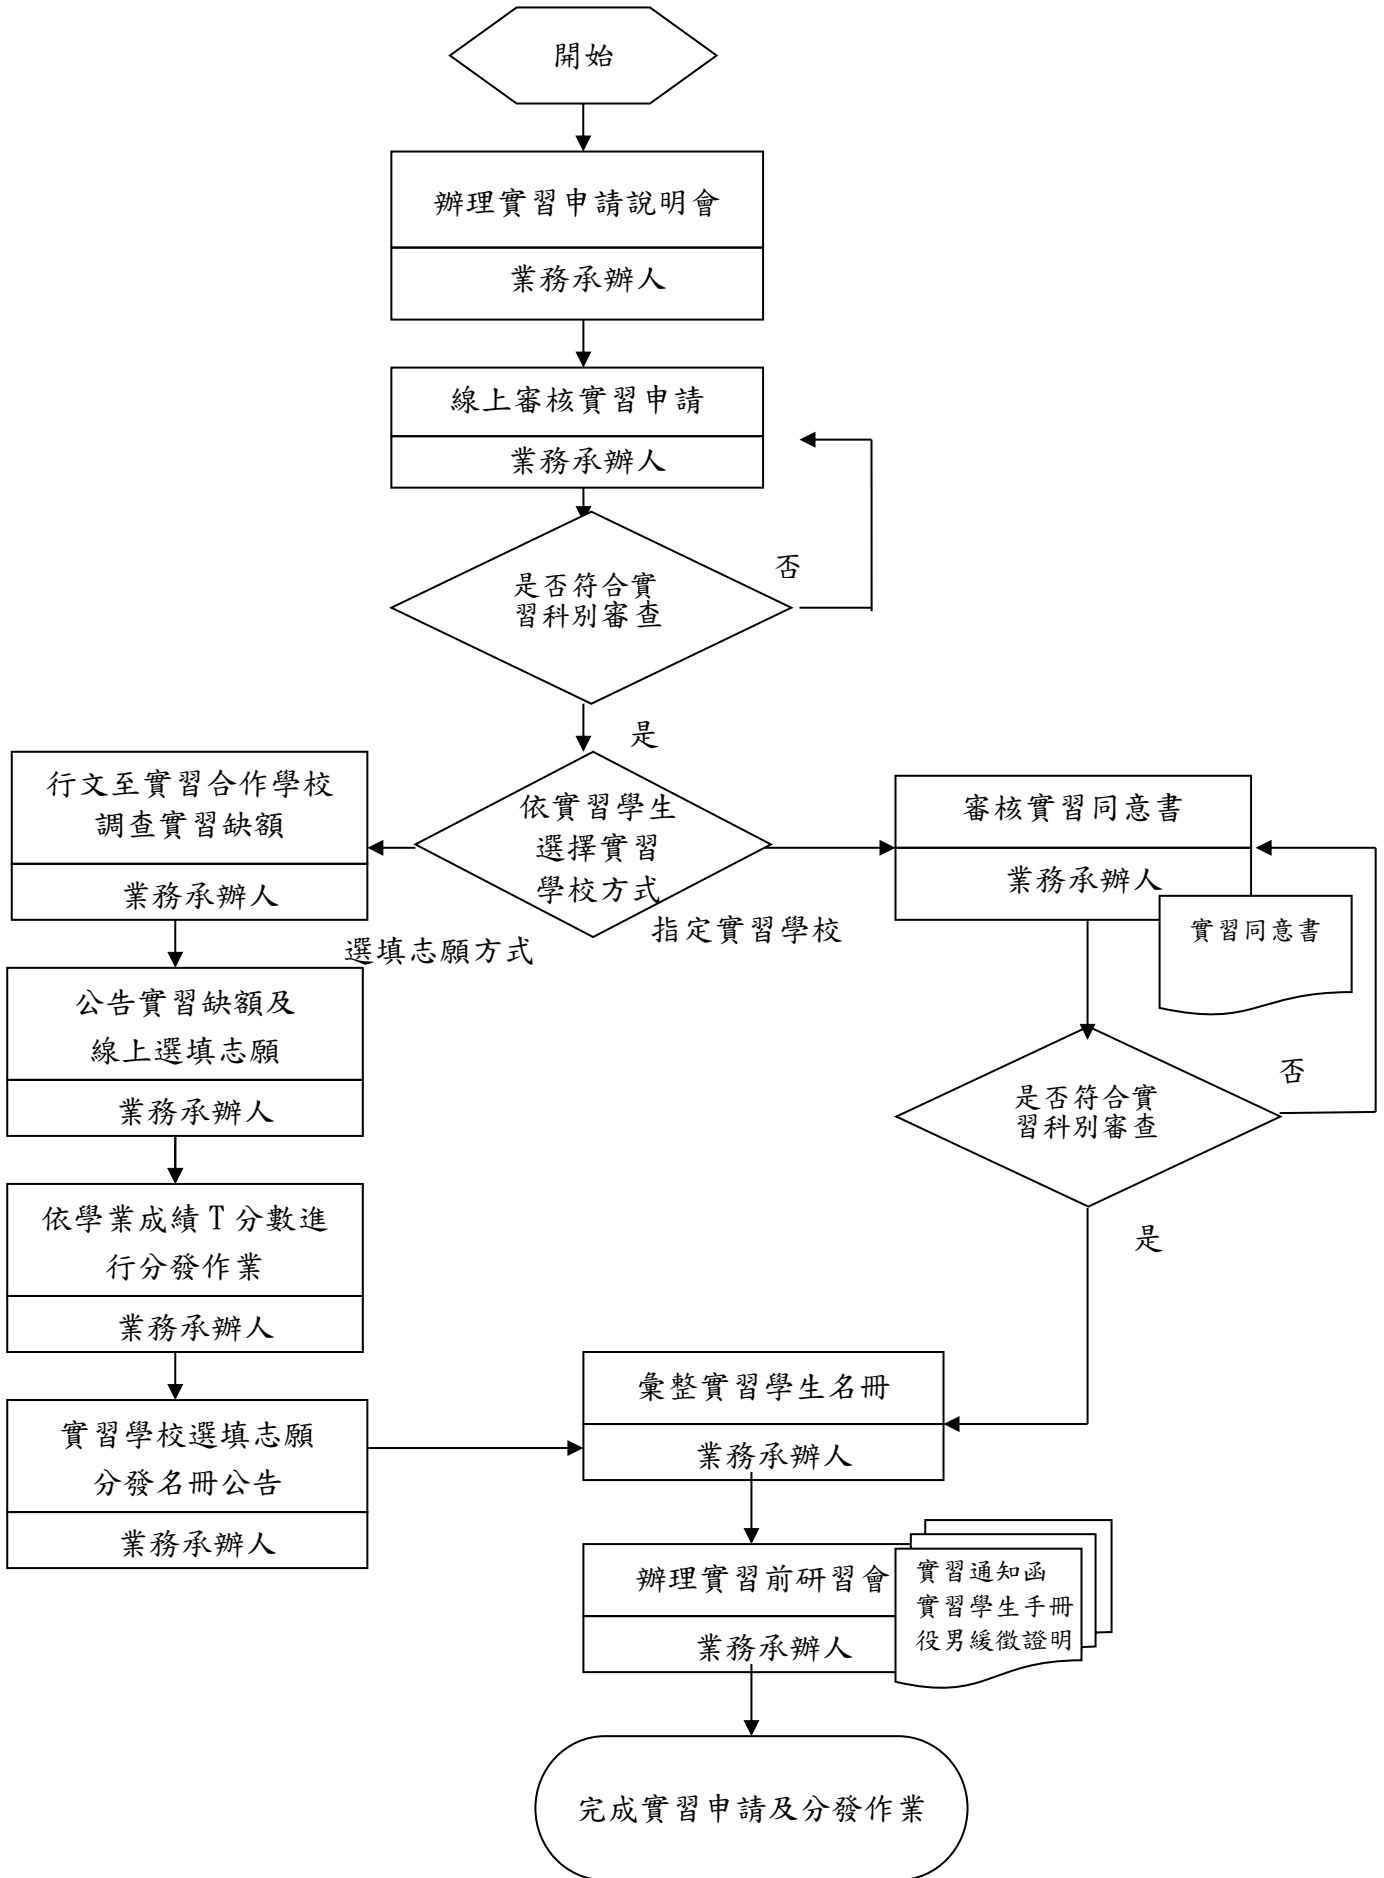 開始
辦理實習申請說明會
業務承辦人
線上審核實習申請
業務承辦人
是否符合實
習科別審查
否
是
行文至實習合作學校
調查實習缺額
業務承辦人
依實習學生
選擇實習
學校方式
審核實習同意書
業務承辦人
實習同意書
選填志願方式
指定實習學校
公告實習缺額及
線上選填志願
業務承辦人
是否符合實
習科別審查
否
是
依學業成績T分數進
行分發作業
業務承辦人
實習學校選填志願
分發名冊公告
業務承辦人
彙整實習學生名冊
業務承辦人
辦理實習前研習會
業務承辦人
實習通知函
實習學生手冊
役男緩徵證明
完成實習申請及分發作業